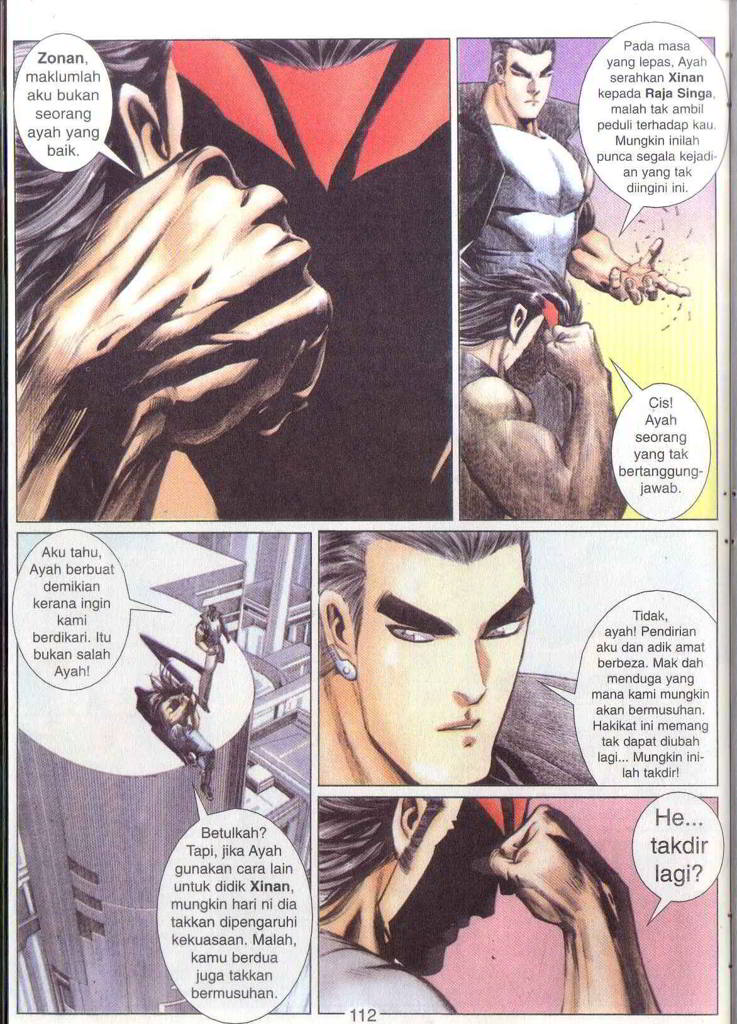 Zonan,
maklumlah
aku bukan
seorang
ayah yang
baik.
Pada masa
yang lepas, Ayah
serahkan Xinan
kepada Raja Singa,
malah tak ambil
peduli terhadap kau.
Mungkin inilah
punca segala kejadi-
an yang tak
diingini ini.
Cis!
Ayah
seorang
yang tak
bertanggung-
jawab.
Aku tahu,
Ayah berbuat
demikian
kerana ingin
kami
berdikari. Itu
bukan salah
Ayah!
Betulkah?
Tapi, jika Ayah
gunakan cara lain
untuk didik Xinan,
mungkin hari ni dia
takkan dipengaruhi
kekuasaan. Malah,
kamu berdua
juga takkan
bermusuhan.
Tidak,
ayah! Pendirian
aku dan adik amat
berbeza. Mak dah
menduga yang
mana kami mungkin
akan bermusuhan.
Hakikat ini memang
tak dapat diubah
lagi... Mungkin ini-
lah takdir!
He...
takdir
lagi?
112